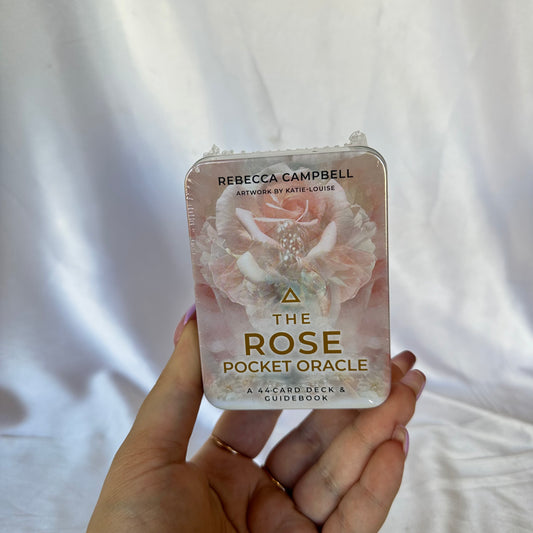 REBECCA CAMPBELL
ARTWORK BY KATIE-LOUISE
THE
ROSE
POCKET ORACLE
A 44 CARD DECK &
GUIDEBOOK